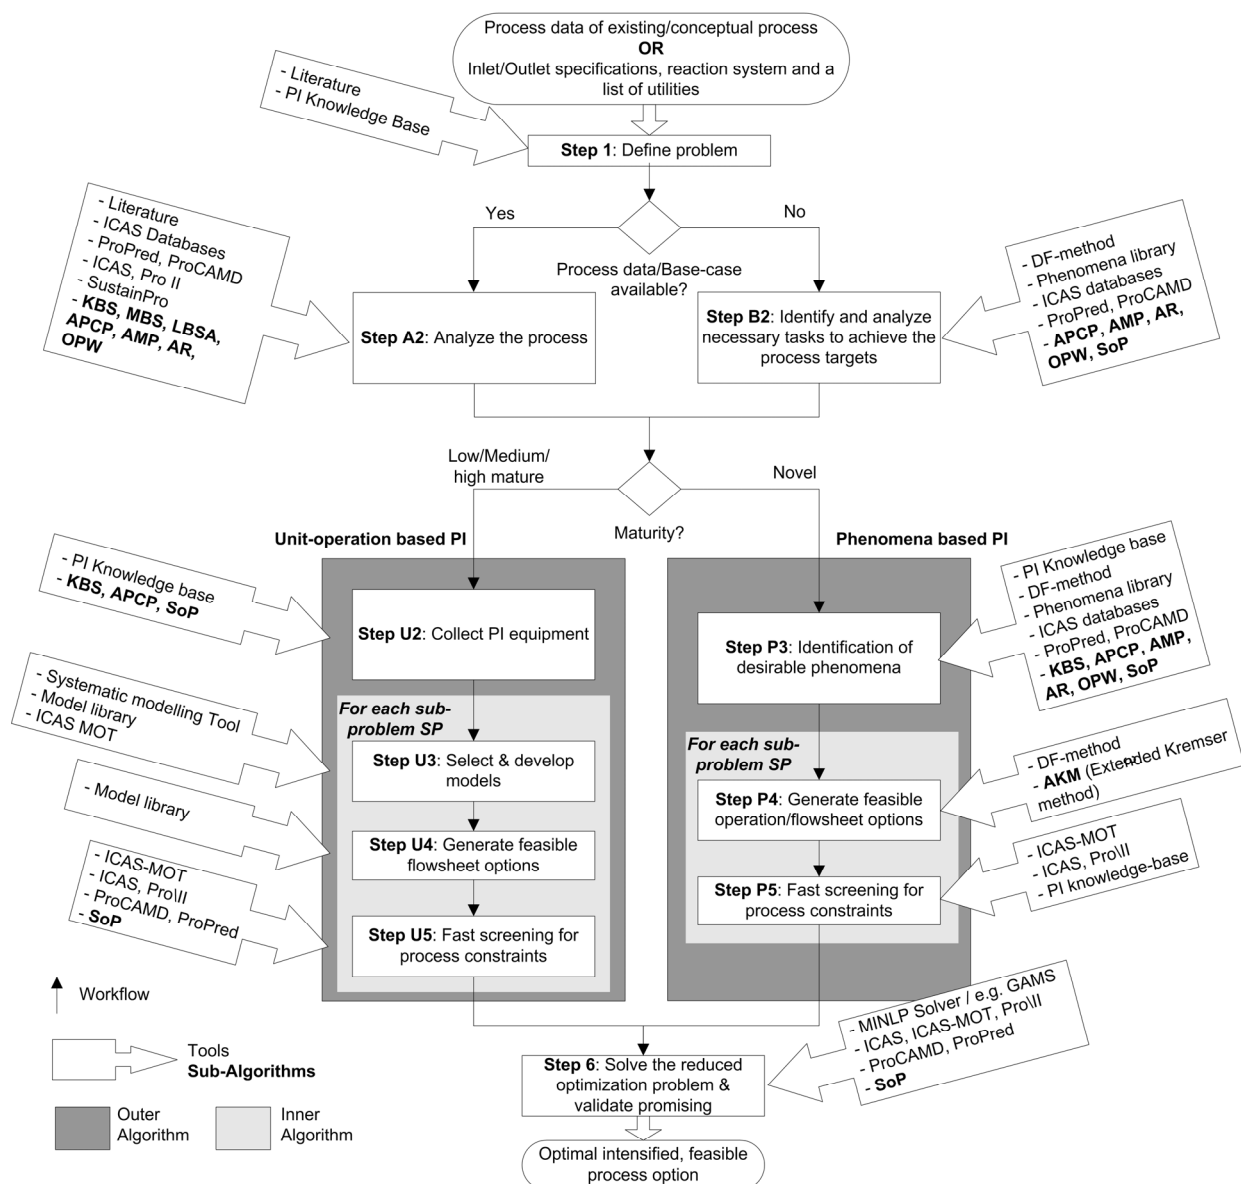 Process data of existing/conceptual process
OR
Inlet/Outlet specifications, reaction system and a
list of utilities
- Literature
- PI Knowledge Base
Step 1: Define problem
Yes
No
Process data/Base-case
available?
- Literature
- ICAS Databases
- ProPred, ProCAMD
- ICAS, Pro II
- SustainPro
- KBS, MBS, LBSA,
APCP, AMP, AR,
OPW
Step A2: Analyze the process
Step B2: Identify and analyze
necessary tasks to achieve the
process targets
- DF-method
- Phenomena library
- ICAS databases
- ProPred, ProCAMD
- APCP, AMP, AR,
OPW, SoP
Low/Medium/
high mature
Novel
Maturity?
Unit-operation based PI
Phenomena based PI
- PI Knowledge base
- KBS, APCP, SoP
Step U2: Collect PI equipment
Step P3: Identification of
desirable phenomena
- PI Knowledge base
- DF-method
- Phenomena library
- ICAS databases
- ProPred, ProCAMD
- KBS, APCP, AMP,
AR, OPW, SoP
- Systematic modelling Tool
- Model library
- ICAS MOT
For each sub-
problem SP
Step U3: Select & develop
models
For each sub-
problem SP
Step P4: Generate feasible
operation/flowsheet options
- DF-method
- AKM (Extended Kremser
method)
- Model library
Step U4: Generate feasible
flowsheet options
Step P5: Fast screening for
process constraints
- ICAS-MOT
- ICAS, Pro\II
- PI knowledge-base
- ICAS-MOT
- ICAS, Pro\II
- ProCAMD, ProPred
- SoP
Step U5: Fast screening for
process constraints
Workflow
Tools
Sub-Algorithms
Outer
Algorithm
Inner
Algorithm
Step 6: Solve the reduced
optimization problem &
validate promising
- MINLP Solver / e.g. GAMS
- ICAS, ICAS-MOT, Pro\II
- ProCAMD, ProPred
- SoP
Optimal intensified, feasible
process option